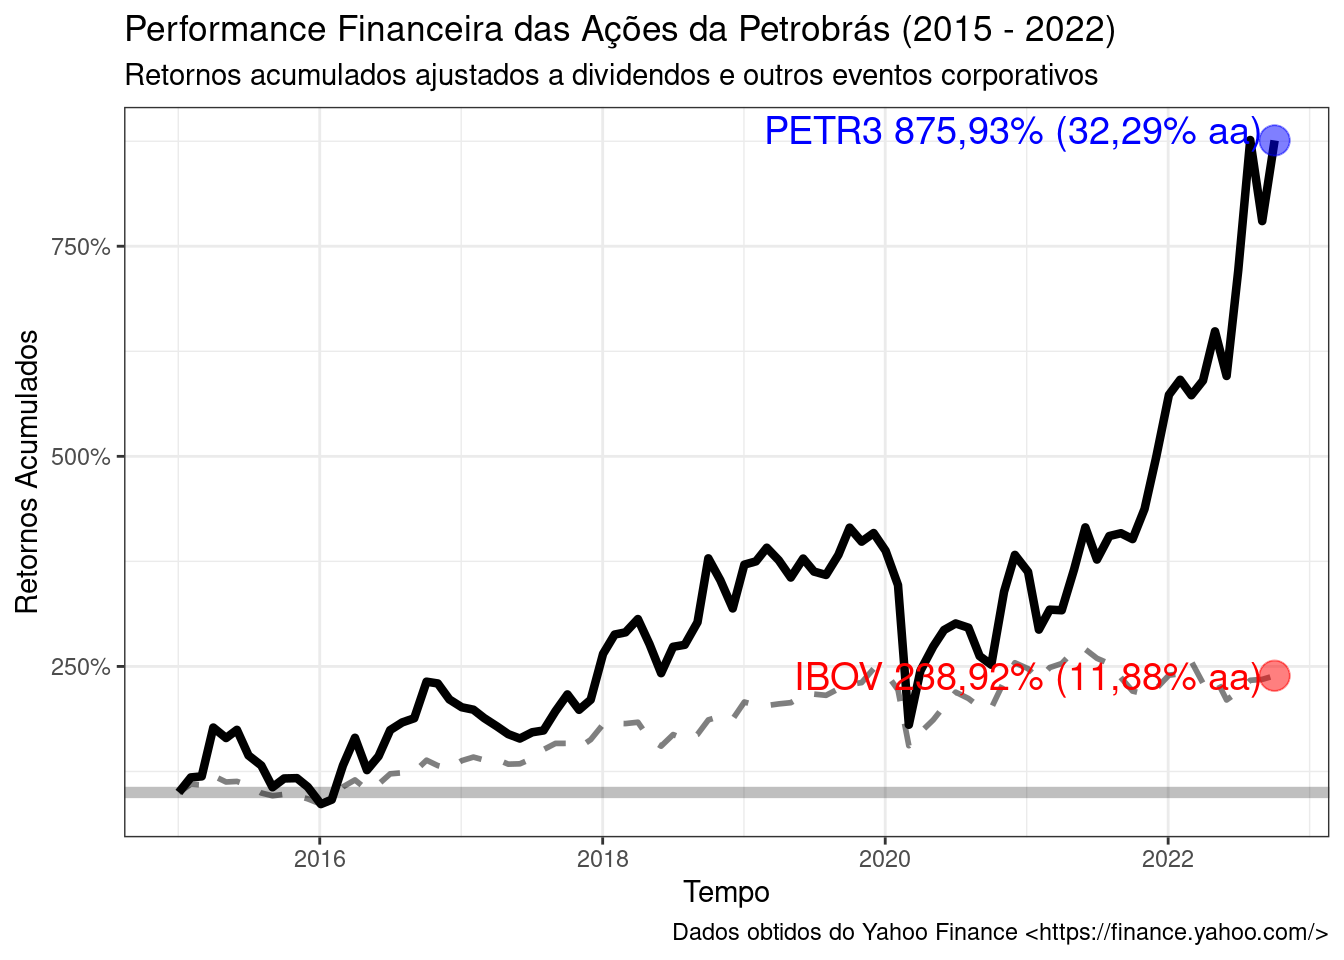 Performance Financeira das Ações da Petrobrás (2015 - 2022)
Retornos acumulados ajustados a dividendos e outros eventos corporativos
PETR3 875,93% (32,29% aa)
750%
500%
250%
IBOV 238,92% (11,88% aa)
Retornos Acumulados
2016
2018
2020
2022
Tempo
Dados obtidos do Yahoo Finance <https://finance.yahoo.com/>